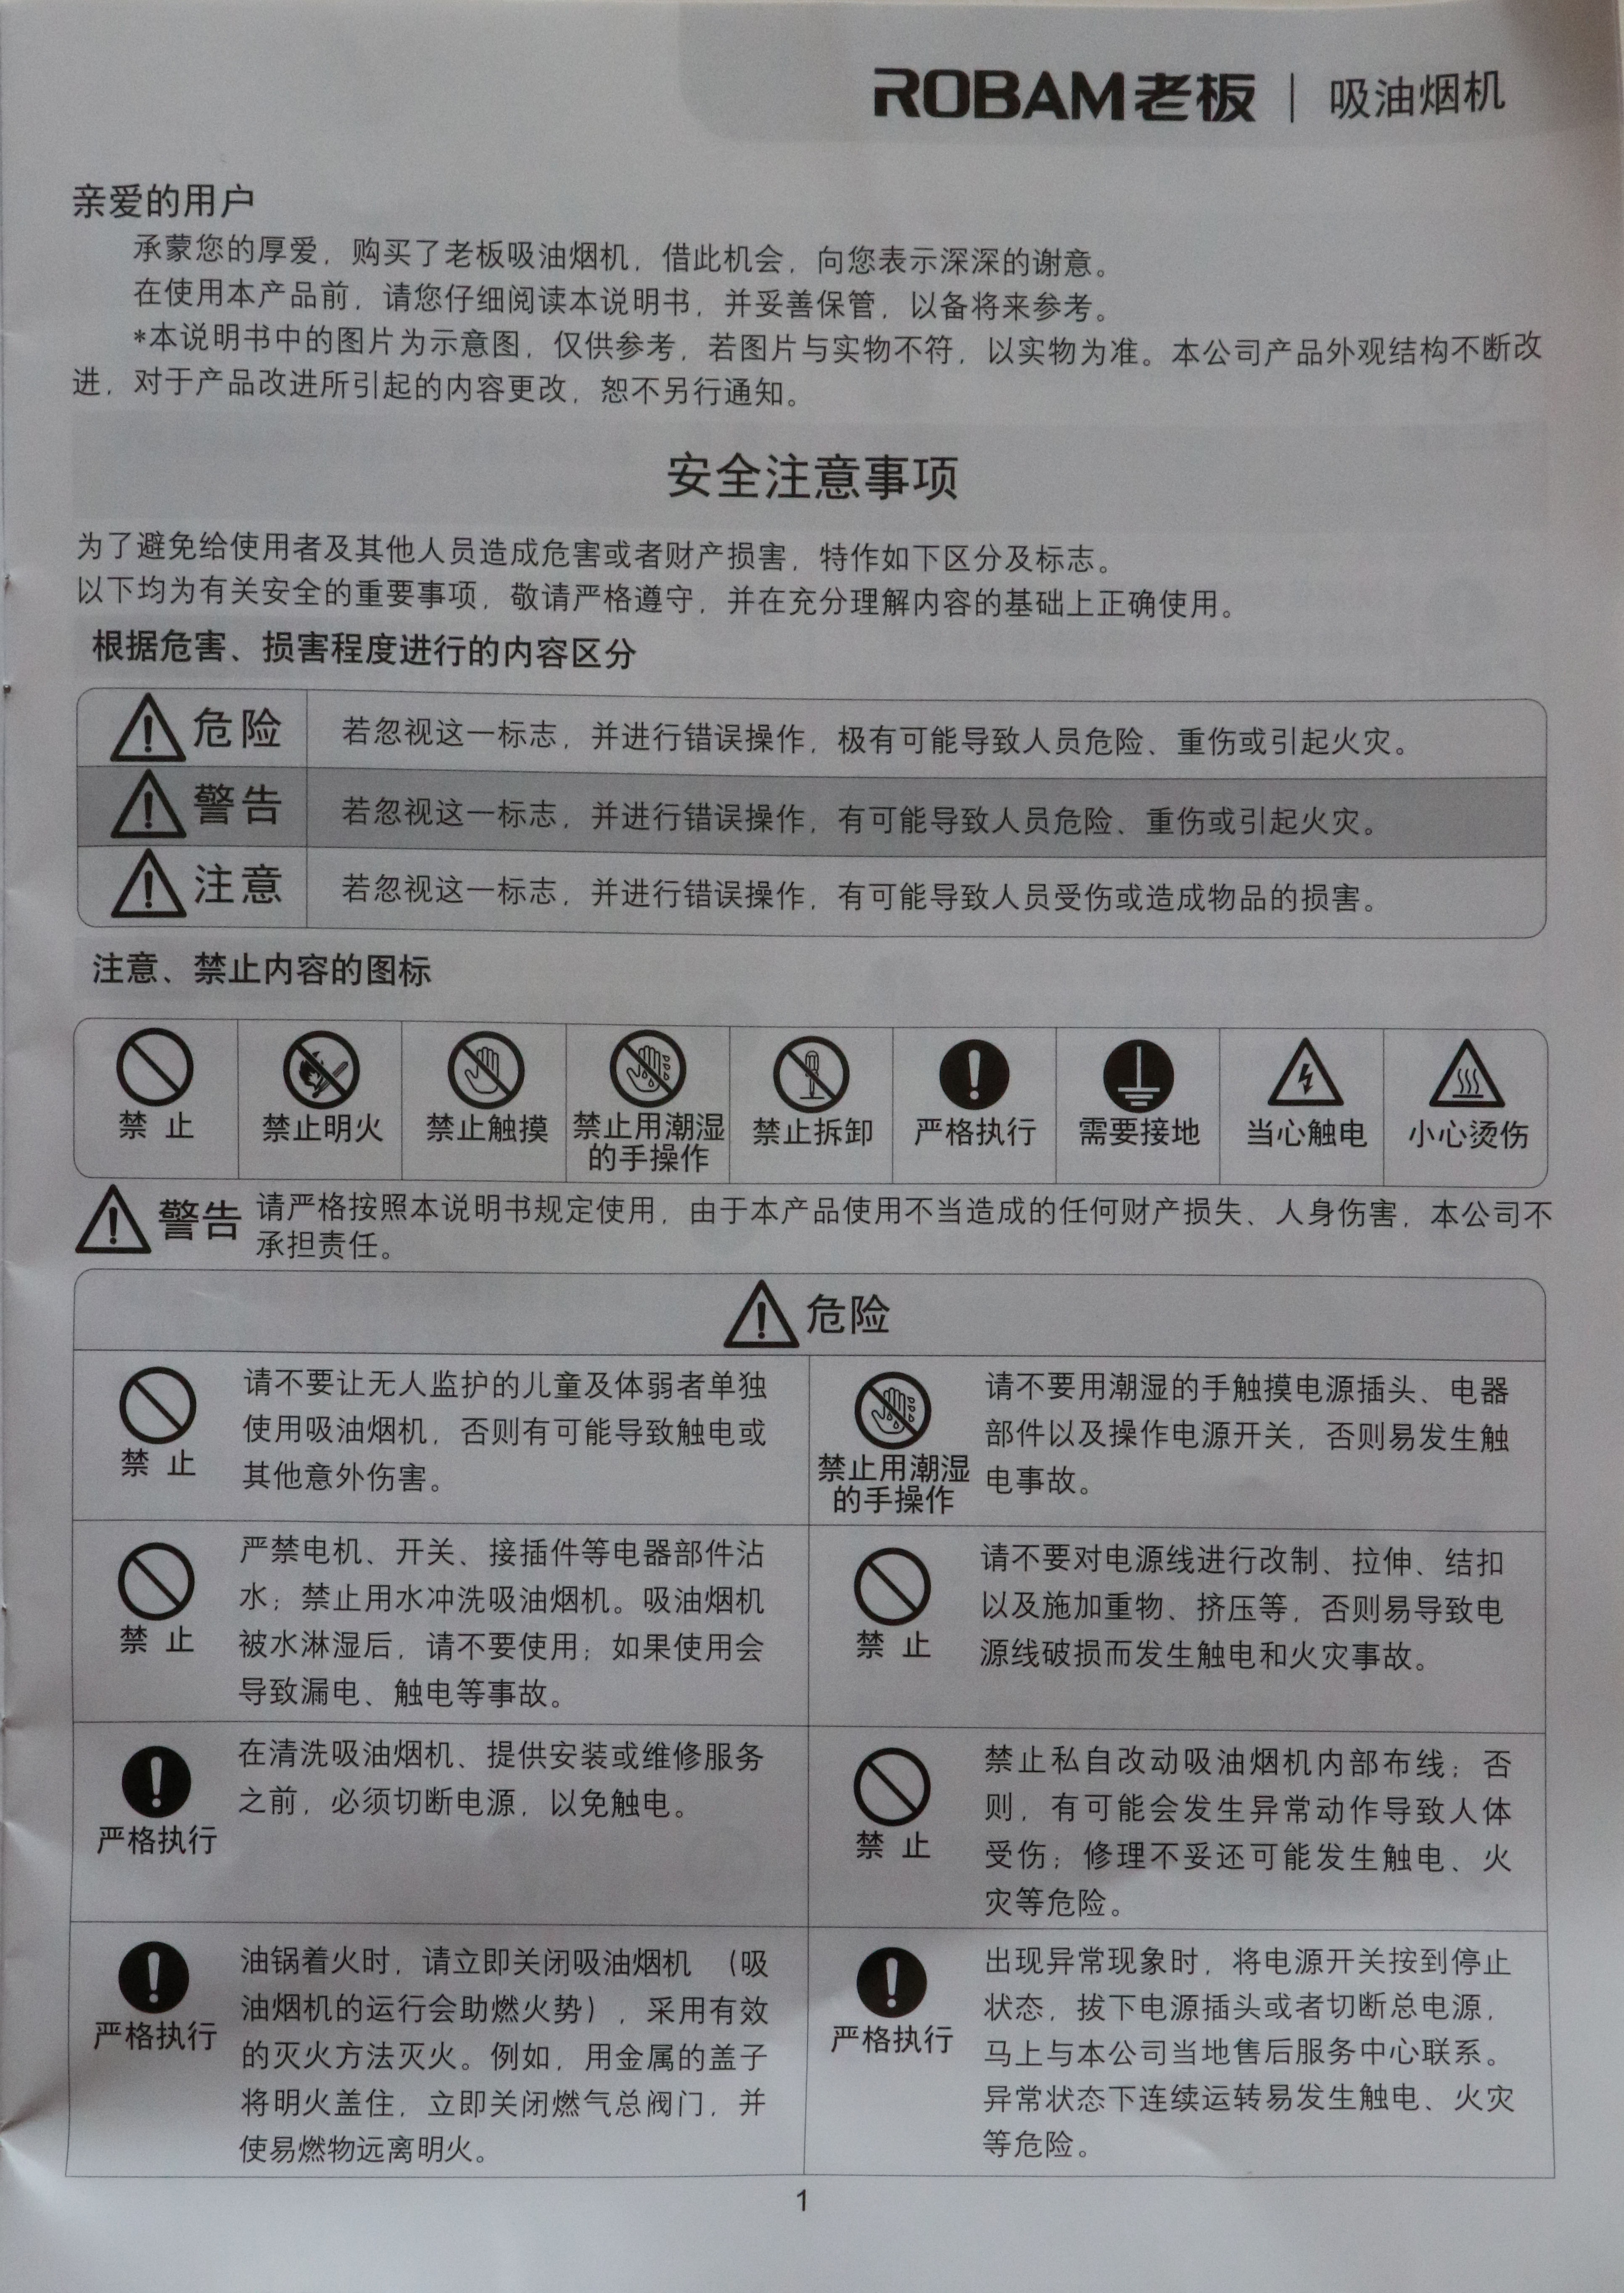 ROBAM老板 | 吸油烟机
亲爱的用户
承蒙您的厚爱，购买了老板吸油烟机，借此机会，向您表示深深的谢意。
在使用本产品前，请您仔细阅读本说明书，并妥善保管，以备将来参考。
*本说明书中的图片为示意图，仅供参考，若图片与实物不符，以实物为准。本公司产品外观结构不断改
进，对于产品改进所引起的内容更改，恕不另行通知。
安全注意事项
为了避免给使用者及其他人员造成危害或者财产损害，特作如下区分及标志。
以下均为有关安全的重要事项，敬请严格遵守，并在充分理解内容的基础上正确使用。
根据危害、损害程度进行的内容区分
危险 若忽视这一标志，并进行错误操作，极有可能导致人员危险、重伤或引起火灾。
警告 若忽视这一标志，并进行错误操作，有可能导致人员危险、重伤或引起火灾。
注意 若忽视这一标志，并进行错误操作，有可能导致人员受伤或造成物品的损害。
注意、禁止内容的图标
禁 止
禁止明火
禁止触摸
禁止用潮湿
的手操作
禁止拆卸
严格执行
需要接地
当心触电
小心烫伤
警告 请严格按照本说明书规定使用，由于本产品使用不当造成的任何财产损失、人身伤害，本公司不
承担责任。
危险
禁 止
请不要让无人监护的儿童及体弱者单独
使用吸油烟机，否则有可能导致触电或
其他意外伤害。
禁止用潮湿
的手操作
请不要用潮湿的手触摸电源插头、电器
部件以及操作电源开关，否则易发生触
电事故。
禁 止
严禁电机、开关、接插件等电器部件沾
水；禁止用水冲洗吸油烟机。吸油烟机
被水淋湿后，请不要使用；如果使用会
导致漏电、触电等事故。
禁 止
请不要对电源线进行改制、拉伸、结扣
以及施加重物、挤压等，否则易导致电
源线破损而发生触电和火灾事故。
严格执行
在清洗吸油烟机、提供安装或维修服务
之前，必须切断电源，以免触电。
禁 止
禁止私自改动吸油烟机内部布线；否
则，有可能会发生异常动作导致人体
受伤；修理不妥还可能发生触电、火
灾等危险。
严格执行
油锅着火时，请立即关闭吸油烟机 （吸
油烟机的运行会助燃火势），采用有效
的灭火方法灭火。例如，用金属的盖子
将明火盖住，立即关闭燃气总阀门，并
使易燃物远离明火。
严格执行
出现异常现象时，将电源开关按到停止
状态，拔下电源插头或者切断总电源，
马上与本公司当地售后服务中心联系。
异常状态下连续运转易发生触电、火灾
等危险。
1